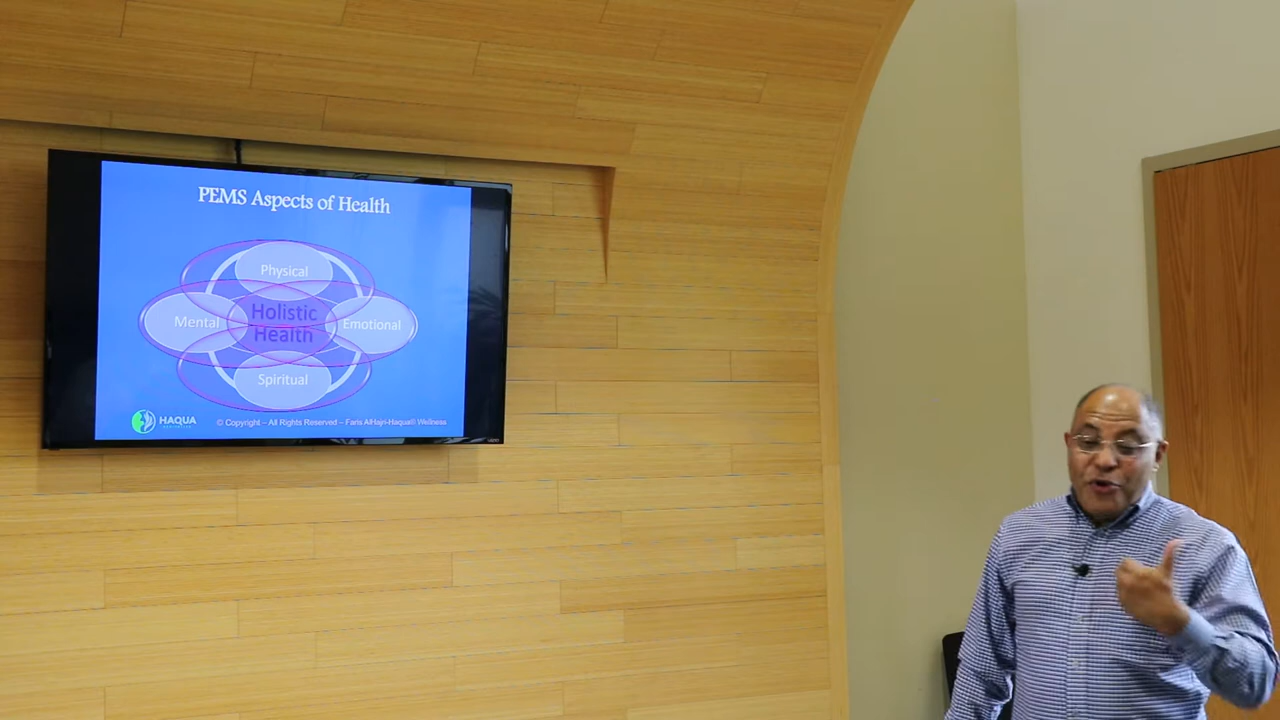 PEMS Aspects of Health
Physical
Mental
Holistic
Health
Emotional
Spiritual
HAQUA
© Copyright – All Rights Reserved – Faris AlHajri-Haqua® Wellness